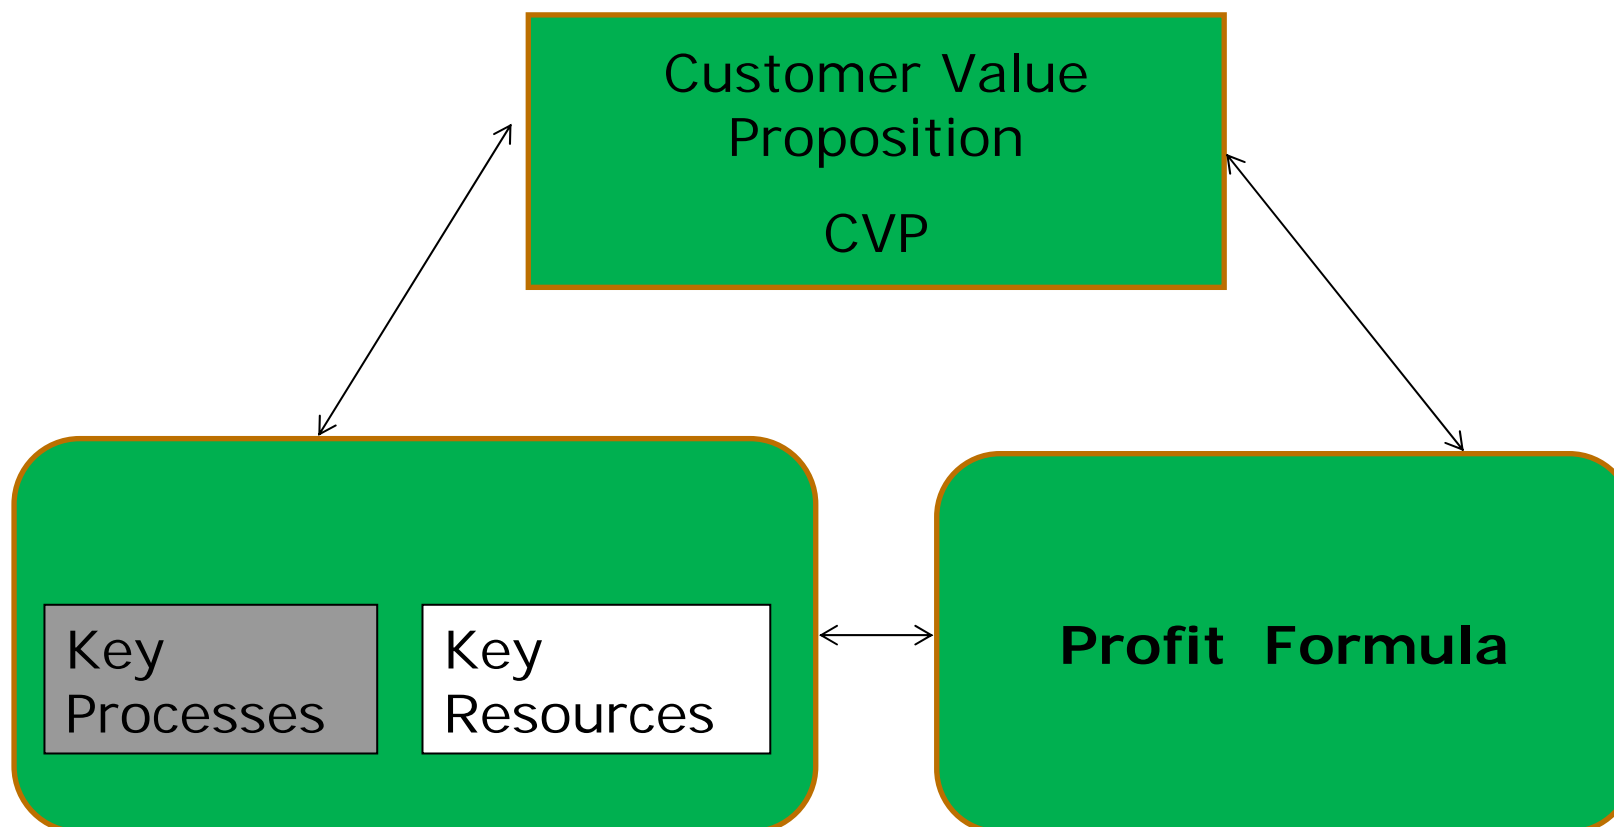 Customer Value
Proposition
CVP
Key
Processes
Key
Resources
Profit Formula